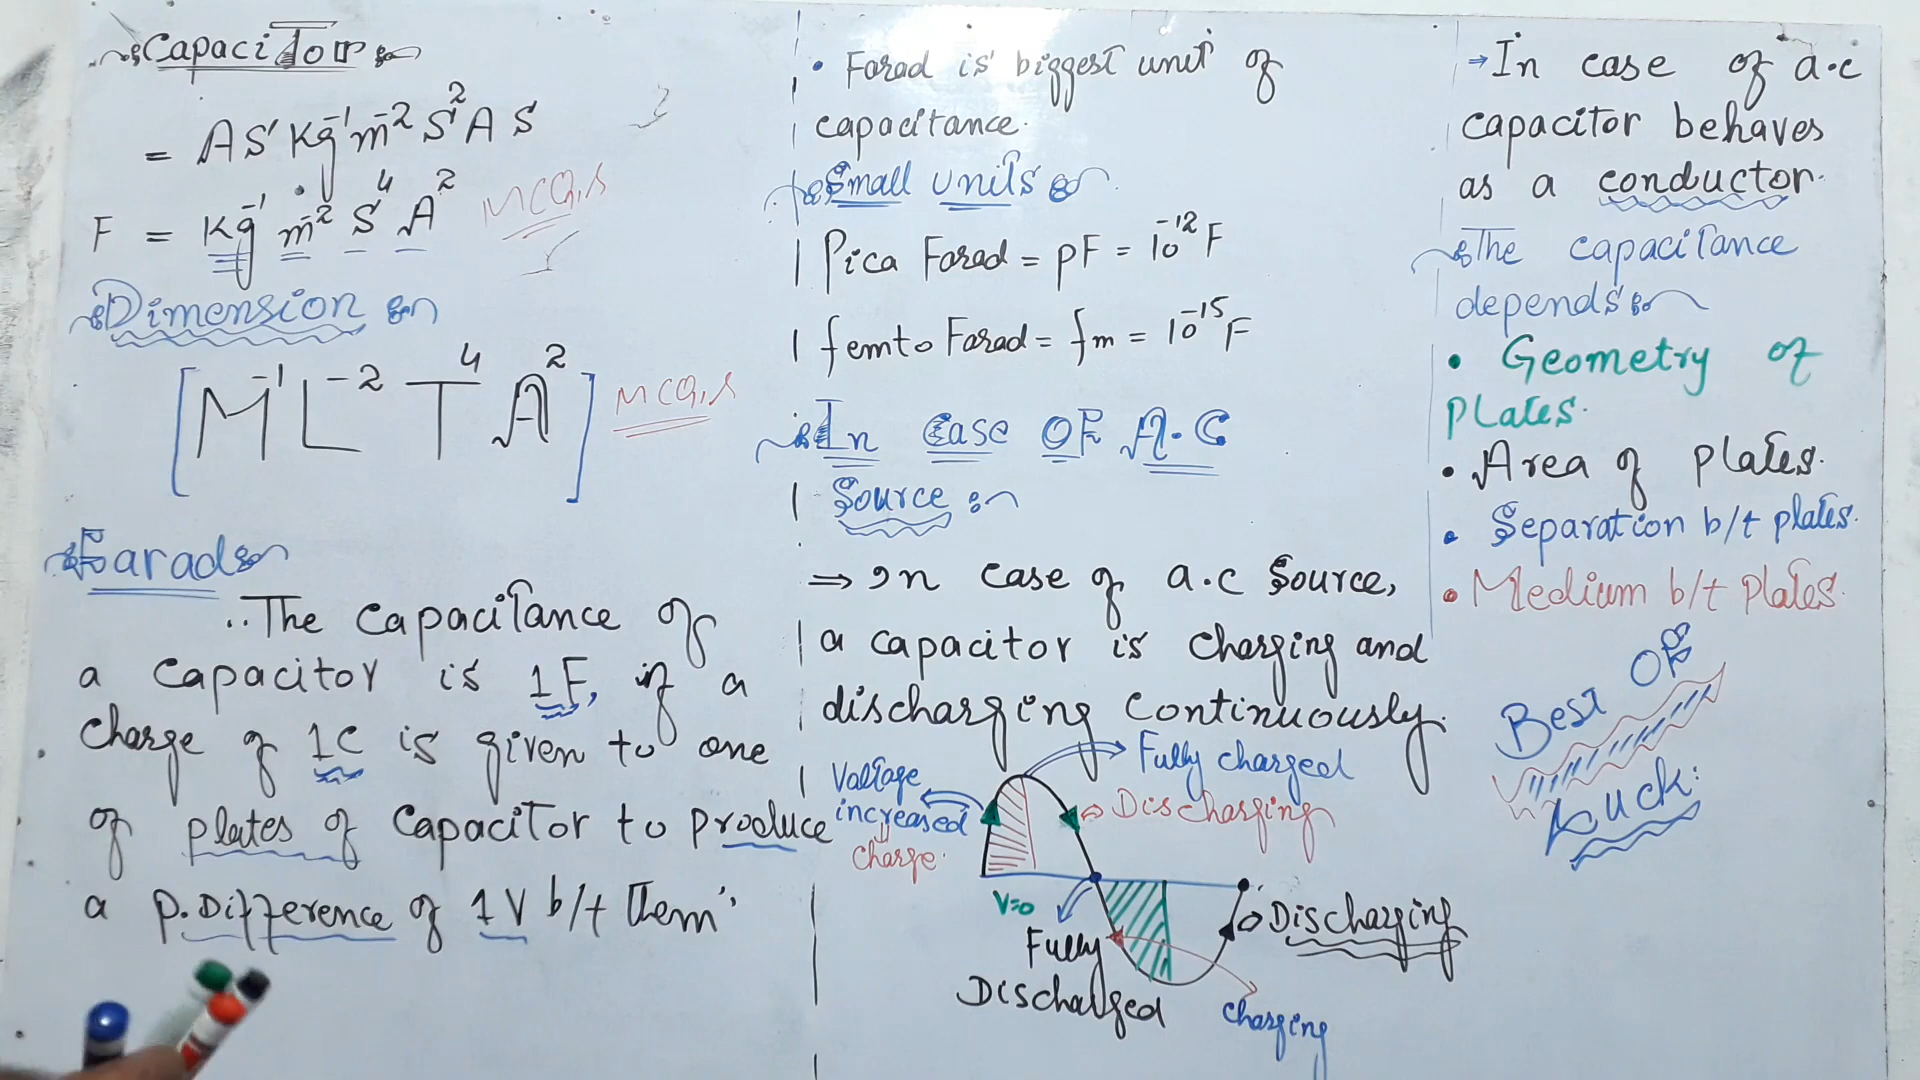 Capacitor
= AS' Kg⁻¹ m⁻² S² A S
F = Kg⁻¹ m⁻² S⁴ A² MCQ,s
Dimension
[M⁻¹ L⁻² T⁴ A²] MCQ,s
Farad
∴ The capacitance of
a capacitor is 1F, if a
charge of 1C is given to one
of plates of capacitor to produce
a p.Difference of 1V b/t them
• Farad is biggest unit of
capacitance.
Small units
Pica Farad = pF = 10⁻¹² F
femto Farad = fm = 10⁻¹⁵ F
In Case OF A.C
Source
⇒ In case of a.c source,
a capacitor is charging and
discharging continuously.
Fully charged
Voltage
increased
charge.
Discharging
V=0
Fully
Discharged
Discharging
charging
→ In case of a.c
capacitor behaves
as a conductor.
The capacitance
depends
• Geometry of
plates.
• Area of plates.
• Separation b/t plates.
• Medium b/t plates.
Best OF
Luck: